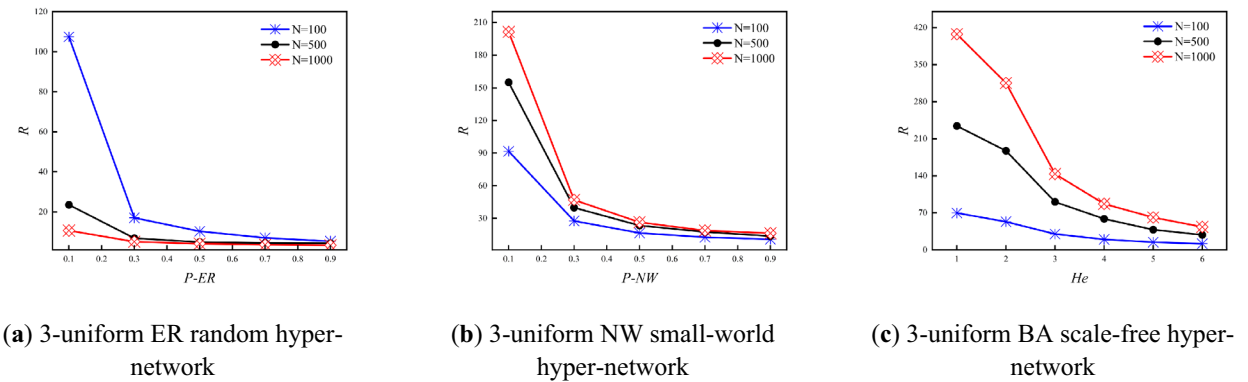 120
100
80
60
40
20
R
0.1 0.2 0.3 0.4 0.5 0.6 0.7 0.8 0.9
P-ER
N=100
N=500
N=1000
210
180
150
120
90
60
30
R
0.1 0.2 0.3 0.4 0.5 0.6 0.7 0.8 0.9
P-NW
N=100
N=500
N=1000
420
350
280
210
140
70
0
R
1 2 3 4 5 6
He
N=100
N=500
N=1000
(a) 3-uniform ER random hyper-
network
(b) 3-uniform NW small-world
hyper-network
(c) 3-uniform BA scale-free hyper-
network